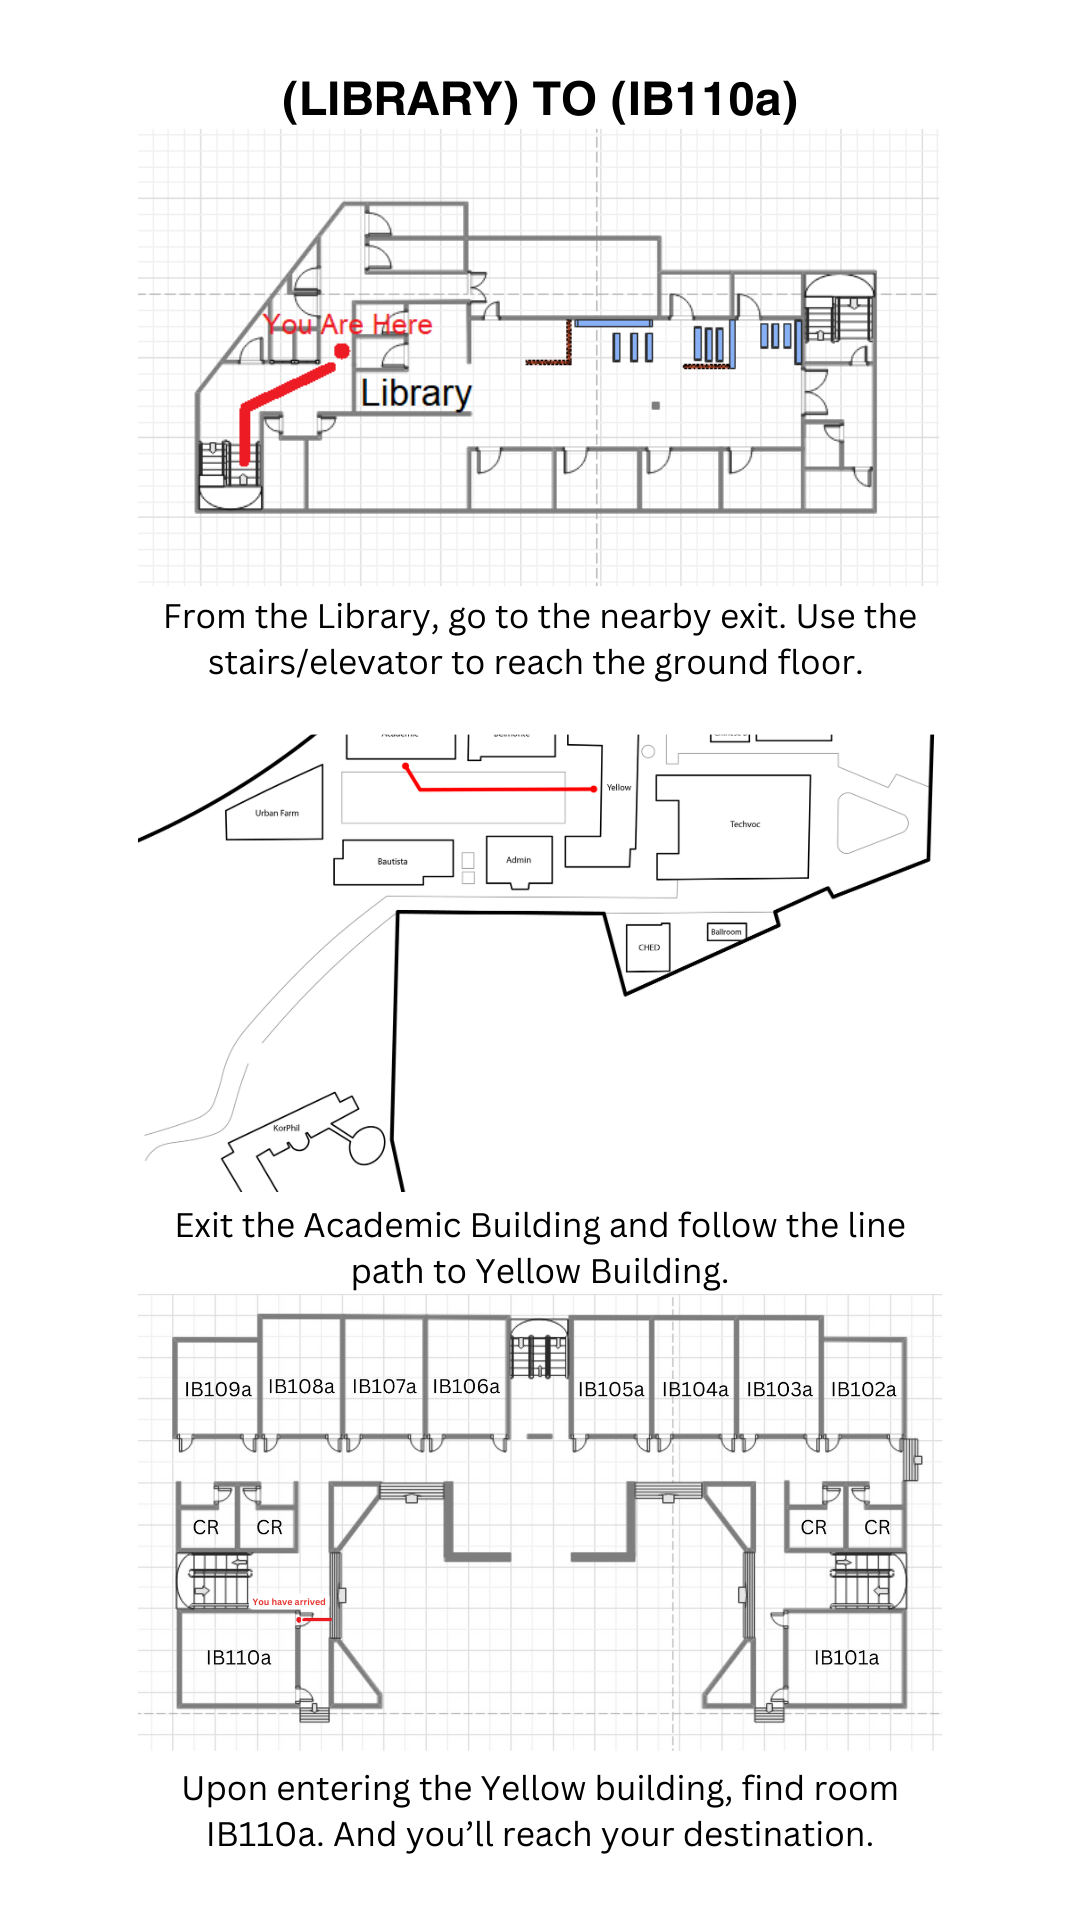 (LIBRARY) TO (IB110a)
You Are Here
Library
From the Library, go to the nearby exit. Use the
stairs/elevator to reach the ground floor.
Academic
Belmonte
Yellow
Urban Farm
Techvoc
Bautista
Admin
CHED
Ballroom
KorPhil
Exit the Academic Building and follow the line
path to Yellow Building.
IB109a
IB108a
IB107a
IB106a
IB105a
IB104a
IB103a
IB102a
CR
CR
CR
CR
You have arrived
IB110a
IB101a
Upon entering the Yellow building, find room
IB110a. And you’ll reach your destination.